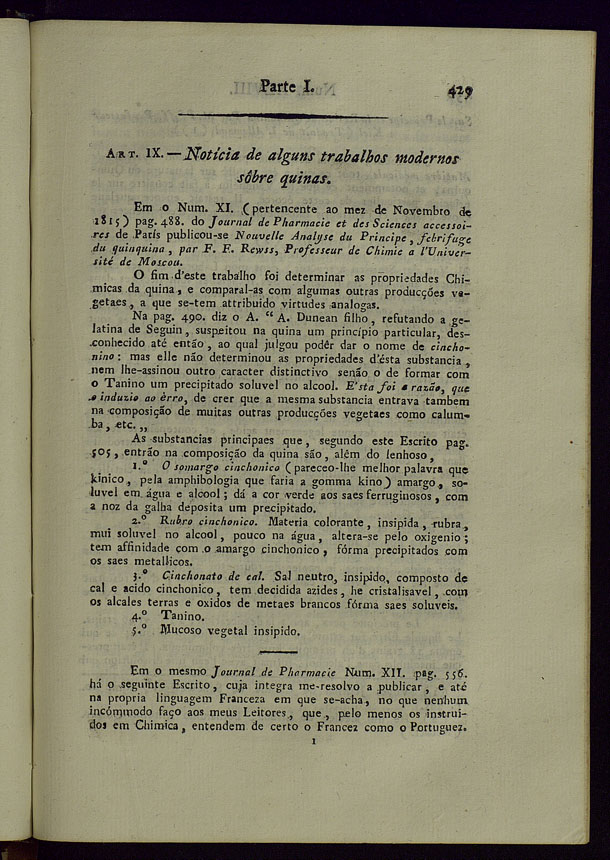 Parte I.
429
ART. IX. — Notícia de alguns trabalhos modernos
sôbre quinas.
Em o Num. XI. (pertencente ao mez de Novembro de
1815) pag. 488. do Journal de Pharmacie et des Sciences accessoi-
res de París publicou-se Nouvelle Analyse du Principe, febrifuge
du quinquina, par F. F. Rewss, Professeur de Chimie a l'Univer-
sité de Moscou.
O fim d'este trabalho foi determinar as propriedades Chi-
micas da quina, e comparal-as com algumas outras producções ve-
getaes, a que se-tem attribuido virtudes analogas.
Na pag. 490. diz o A. “ A. Dunean filho, refutando a ge-
latina de Seguin, suspeitou na quina um princípio particular, des-
conhecido até então, ao qual julgou podêr dar o nome de cincho-
nino: mas elle não determinou as propriedades d'ésta substancia,
nem lhe-assinou outro caracter distinctivo senão o de formar com
o Tanino um precipitado soluvel no alcool. E'sta foi a razão, que
o induzio ao êrro, de crer que a mesma substancia entrava tambem
na composição de muitas outras producções vegetaes como calum-
ba, etc.„
As substancias principaes que, segundo este Escrito pag.
505, entrão na composição da quina são, além do lenhoso,
1.° O somargo cinchonico (pareceo-lhe melhor palavra que
kinico, pela amphibologia que faria a gomma kino) amargo, so-
luvel em água e alcool; dá a cor verde aos saes ferruginosos, com
a noz da galha deposita um precipitado.
2.° Rubro cinchonico. Materia colorante, insipida, rubra,
mui soluvel no alcool, pouco na água, altera-se pelo oxigenio;
tem affinidade com o amargo cinchonico, fórma precipitados com
os saes metallicos.
3.° Cinchonato de cal. Sal neutro, insipido, composto de
cal e acido cinchonico, tem decidida azides, he cristalisavel, com
os alcales terras e oxidos de metaes brancos fórma saes soluveis.
4.° Tanino.
5.° Mucoso vegetal insipido.
Em o mesmo Journal de Pharmacie Num. XII. pag. 556.
há o seguinte Escrito, cuja integra me-resolvo a publicar, e até
na propria linguagem Franceza em que se-acha, no que nenhum
incómmodo faço aos meus Leitores, que, pelo menos os instrui-
dos em Chimica, entendem de certo o Francez como o Portuguez.
1